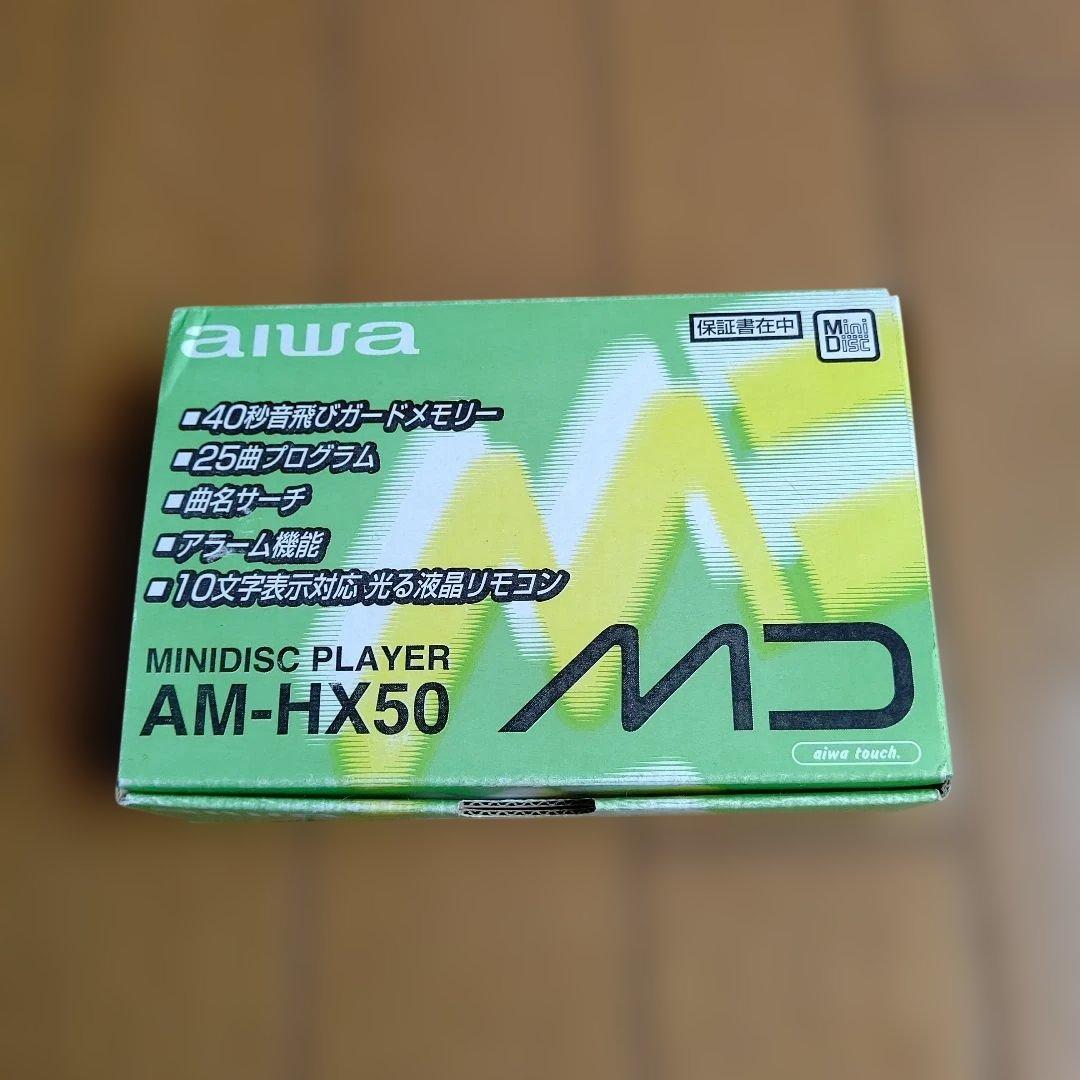 aiwa
保証書在中
Mini
Disc
■40秒音飛びガードメモリー
■25曲プログラム
■曲名サーチ
■アラーム機能
■10文字表示対応 光る液晶リモコン
MINIDISC PLAYER
AM-HX50
MD
aiwa touch.